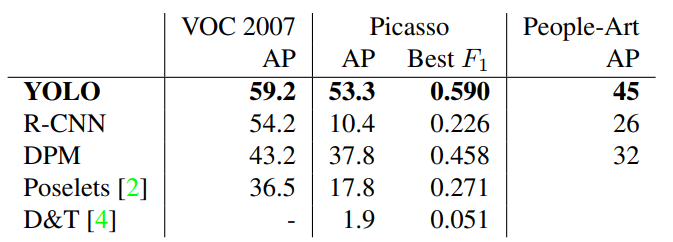 VOC 2007 Picasso People-Art
AP AP Best F1 AP
YOLO 59.2 53.3 0.590 45
R-CNN 54.2 10.4 0.226 26
DPM 43.2 37.8 0.458 32
Poselets [2] 36.5 17.8 0.271
D&T [4] - 1.9 0.051